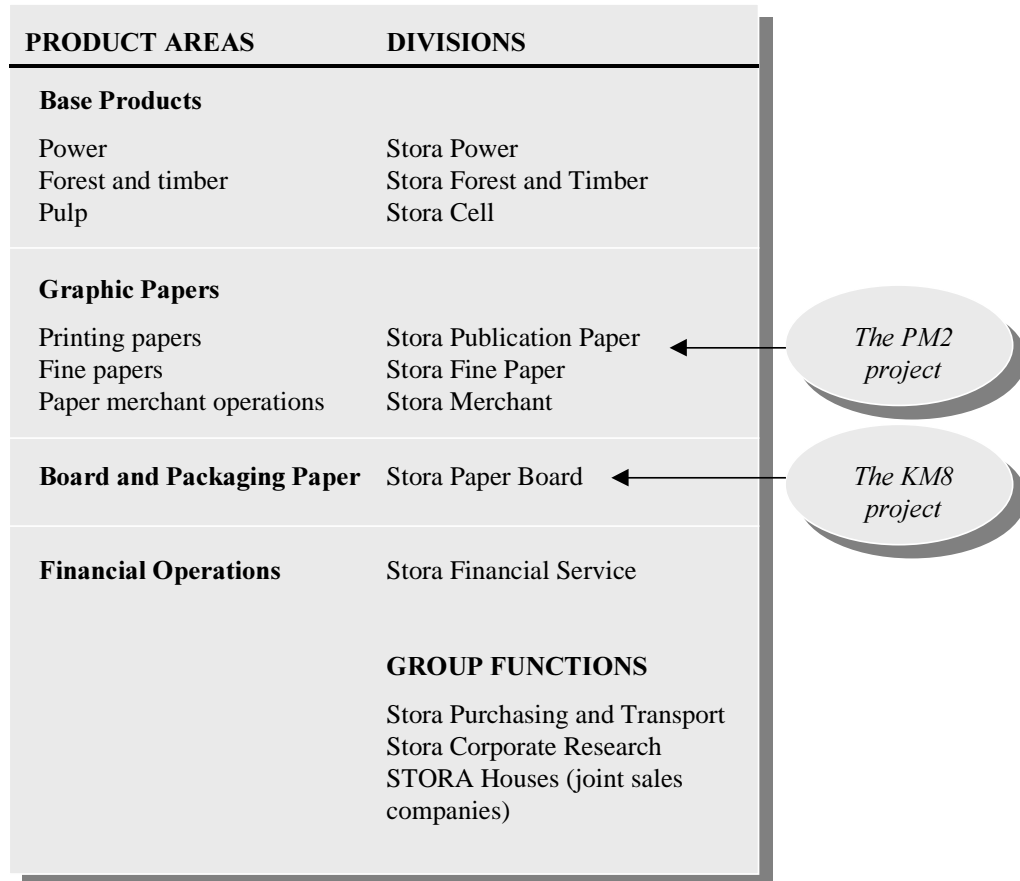 PRODUCT AREAS DIVISIONS
Base Products
Power Stora Power
Forest and timber Stora Forest and Timber
Pulp Stora Cell
Graphic Papers
Printing papers Stora Publication Paper
Fine papers Stora Fine Paper
Paper merchant operations Stora Merchant
The PM2
project
Board and Packaging Paper Stora Paper Board
The KM8
project
Financial Operations Stora Financial Service
GROUP FUNCTIONS
Stora Purchasing and Transport
Stora Corporate Research
STORA Houses (joint sales
companies)